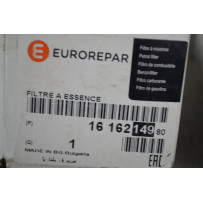 EUROREPAR
Filtre à essence
Petrol filter
Filtro de combustible
Benzinfilter
Filtro carburante
Filtro de gasolina
FILTRE A ESSENCE
(P)
16 162 149 80
(Q)
1
MADE IN BG-Bulgaria
EAC